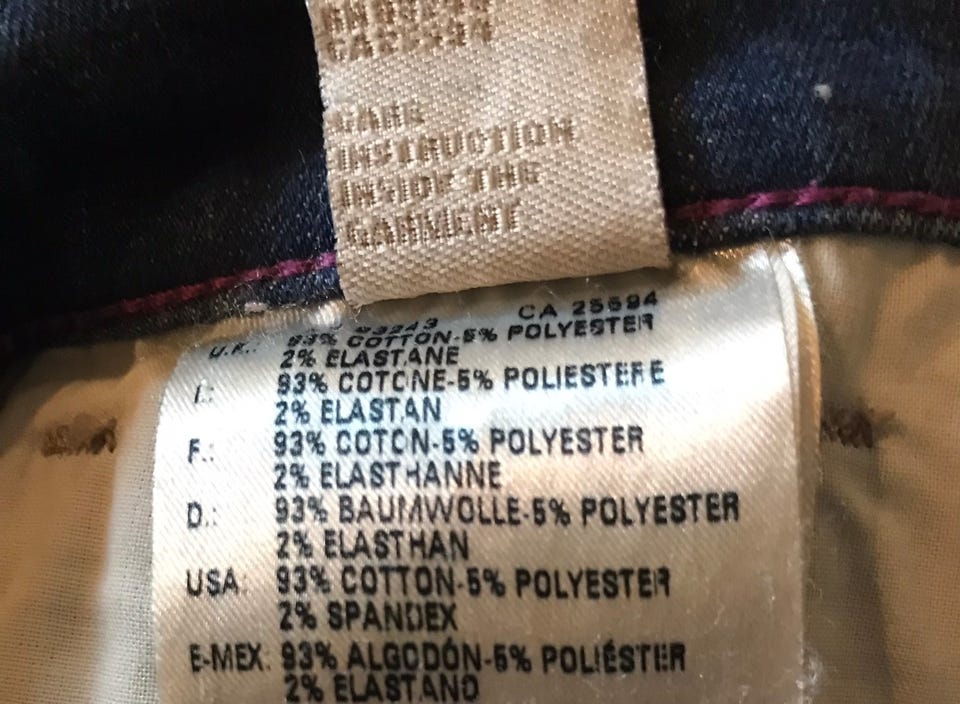 CARE
INSTRUCTION
INSIDE THE
GARMENT
CA 25694
U.K.: 93% COTTON-5% POLYESTER
2% ELASTANE
I.: 93% COTONE-5% POLIESTERE
2% ELASTAN
F.: 93% COTON-5% POLYESTER
2% ELASTHANNE
D.: 93% BAUMWOLLE-5% POLYESTER
2% ELASTHAN
USA: 93% COTTON-5% POLYESTER
2% SPANDEX
E-MEX: 93% ALGODÓN-5% POLIÉSTER
2% ELASTANO